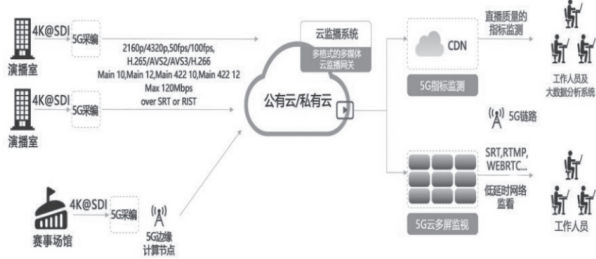 4K@SDI
5G采编
演播室
2160p/4320p,50fps/100fps,
H.265/AVS2/AVS3/H.266
Main 10,Main 12,Main 422 10,Main 422 12
Max 120Mbps
over SRT or RIST
4K@SDI
5G采编
演播室
4K@SDI
5G采编
赛事场馆
5G边缘
计算节点
云监播系统
多格式的多媒体
云监播网关
公有云/私有云
CDN
5G指标监测
直播质量的
指标监测
工作人员及
大数据分析系统
5G链路
SRT,RTMP,
WEBRTC...
低延时网络
监看
5G云多屏监视
工作人员